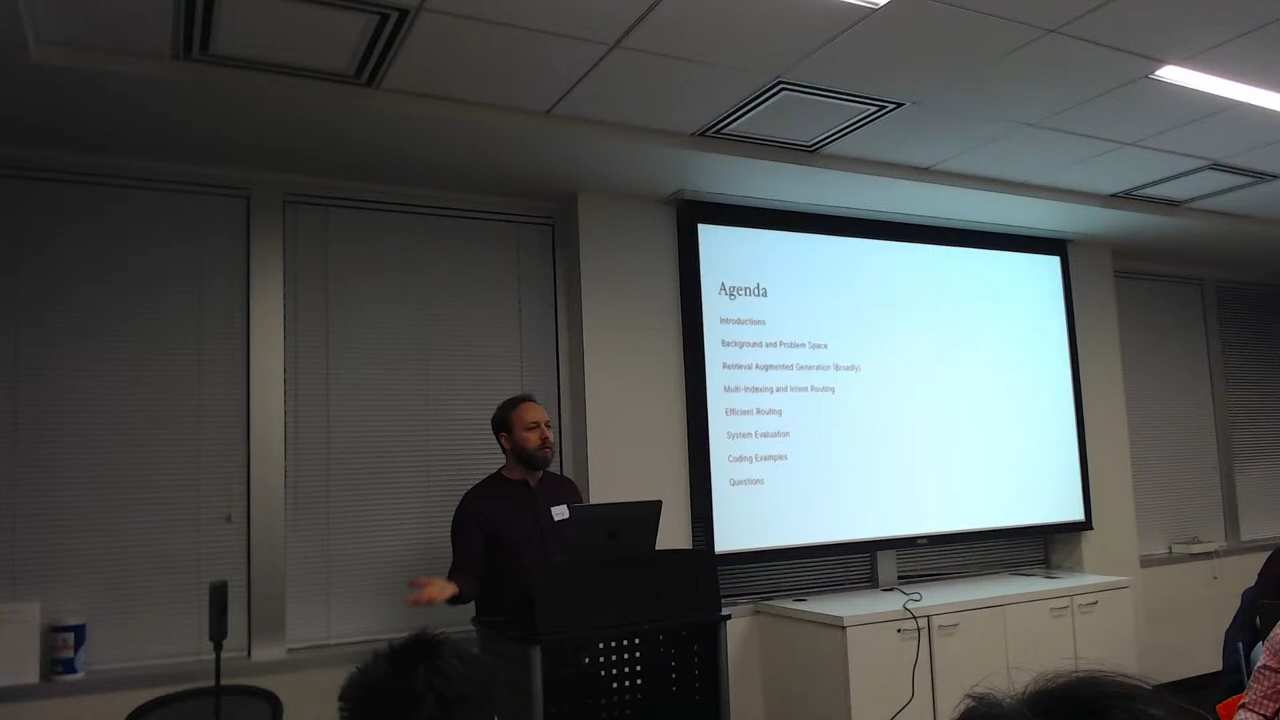 Agenda
Introductions
Background and Problem Space
Retrieval Augmented Generation (Broadly)
Multi-indexing and Intent Routing
Efficient Routing
System Evaluation
Coding Examples
Questions